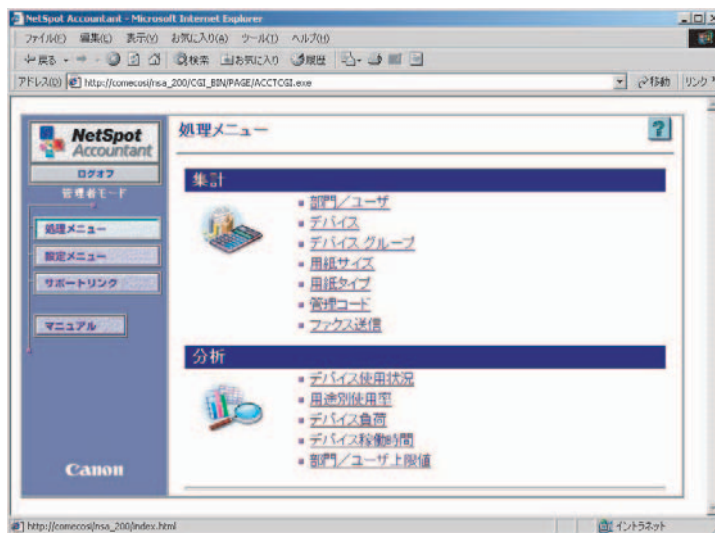 NetSpot Accountant - Microsoft Internet Explorer
ファイル(F) 編集(E) 表示(V) お気に入り(A) ツール(T) ヘルプ(H)
戻る 検索 お気に入り 履歴
アドレス(D) http://comecosi/nsa_200/CGI_BIN/PAGE/ACCTCGI.exe 移動 リンク
NetSpot
Accountant
ログオフ
管理者モード
処理メニュー
設定メニュー
サポートリンク
マニュアル
Canon
処理メニュー
?
集計
部門／ユーザ
デバイス
デバイス グループ
用紙サイズ
用紙タイプ
管理コード
ファクス送信
分析
デバイス使用状況
用途別使用率
デバイス負荷
デバイス稼働時間
部門／ユーザ上限値
http://comecosi/nsa_200/index.html イントラネット